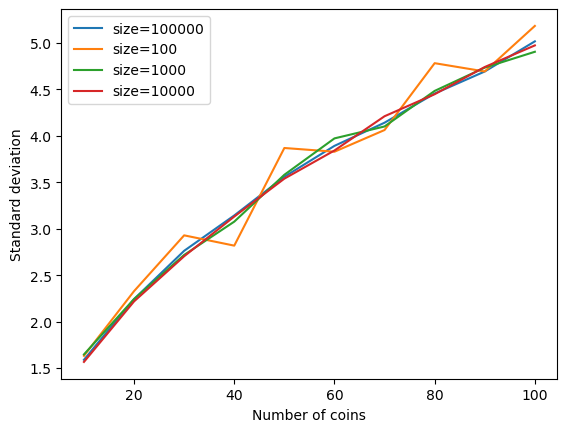 size=100000
size=100
size=1000
size=10000
5.0
4.5
4.0
3.5
3.0
2.5
2.0
1.5
Standard deviation
20
40
60
80
100
Number of coins